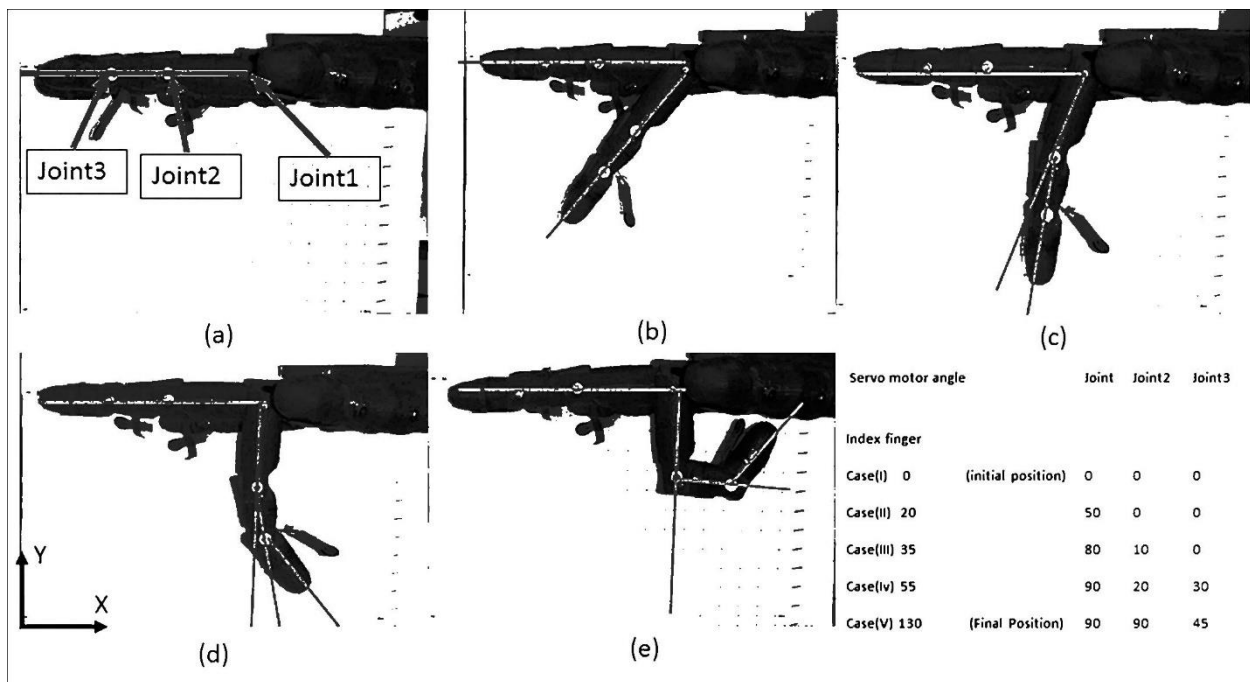 Joint3
Joint2
Joint1
(a)
(b)
(c)
Y
X
(d)
(e)
Servo motor angle Joint Joint2 Joint3
Index finger
Case(I) 0 (initial position) 0 0 0
Case(II) 20 50 0 0
Case(III) 35 80 10 0
Case(Iv) 55 90 20 30
Case(V) 130 (Final Position) 90 90 45